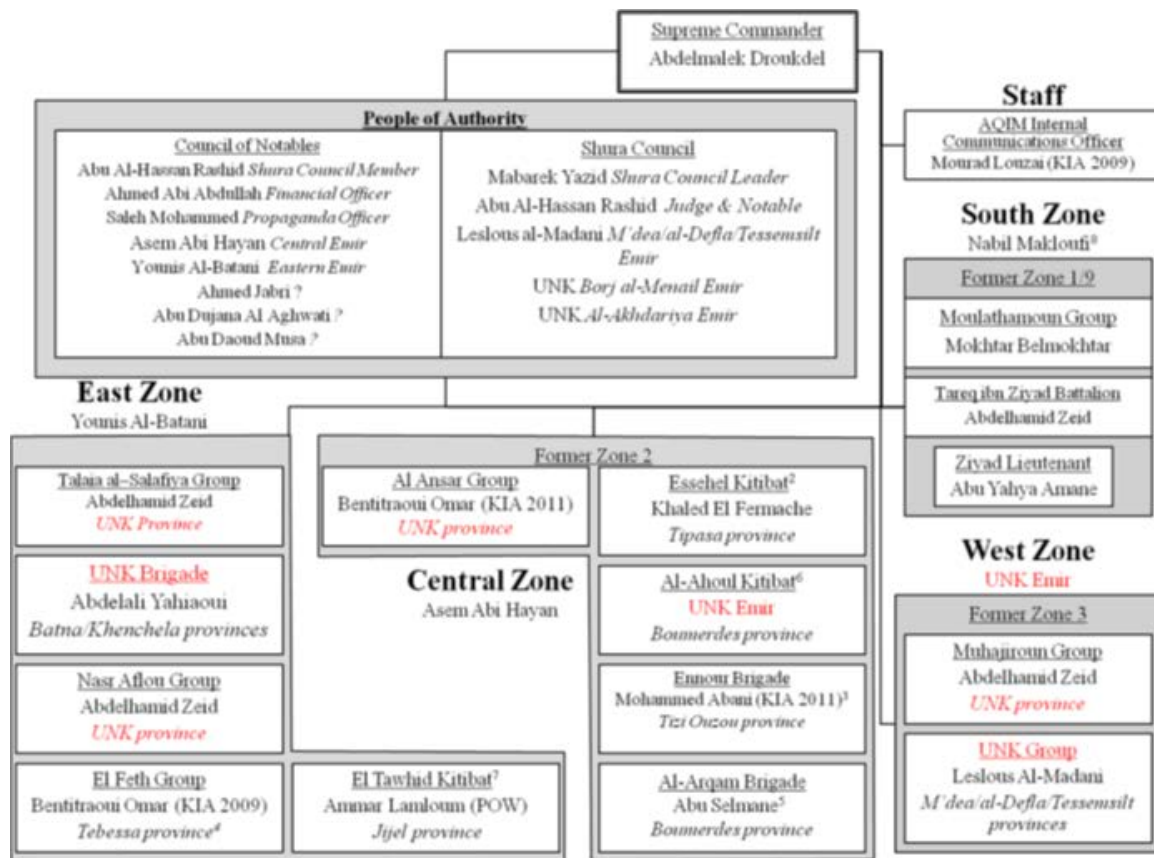 Supreme Commander
Abdelmalek Droukdel
People of Authority
Council of Notables
Abu Al-Hassan Rashid Shura Council Member
Ahmed Abi Abdullah Financial Officer
Saleh Mohammed Propaganda Officer
Asem Abi Hayan Central Emir
Younis Al-Batani Eastern Emir
Ahmed Jabri ?
Abu Dujana Al Aghwati ?
Abu Daoud Musa ?
Shura Council
Mabarek Yazid Shura Council Leader
Abu Al-Hassan Rashid Judge & Notable
Leslous al-Madani M'dea/al-Defla/Tessemsilt
Emir
UNK Borj al-Menail Emir
UNK Al-Akhdariya Emir
Staff
AQIM Internal
Communications Officer
Mourad Louzai (KIA 2009)
South Zone
Nabil Makloufi⁸
Former Zone 1/9
Moulathamoun Group
Mokhtar Belmokhtar
Tareq ibn Ziyad Battalion
Abdelhamid Zeid
Ziyad Lieutenant
Abu Yahya Amane
East Zone
Younis Al-Batani
Talaia al–Salafiya Group
Abdelhamid Zeid
UNK Province
UNK Brigade
Abdelali Yahiaoui
Batna/Khenchela provinces
Nasr Aflou Group
Abdelhamid Zeid
UNK province
El Feth Group
Bentitraoui Omar (KIA 2009)
Tebessa province⁴
El Tawhid Kitibat⁷
Ammar Lamloum (POW)
Jijel province
Former Zone 2
Al Ansar Group
Bentitraoui Omar (KIA 2011)
UNK province
Central Zone
Asem Abi Hayan
Essehel Kitibat²
Khaled El Fermache
Tipasa province
Al-Ahoul Kitibat⁶
UNK Emir
Boumerdes province
Ennour Brigade
Mohammed Abani (KIA 2011)³
Tizi Ouzou province
Al-Arqam Brigade
Abu Selmane⁵
Boumerdes province
West Zone
UNK Emir
Former Zone 3
Muhajiroun Group
Abdelhamid Zeid
UNK province
UNK Group
Leslous Al-Madani
M'dea/al-Defla/Tessemsilt
provinces